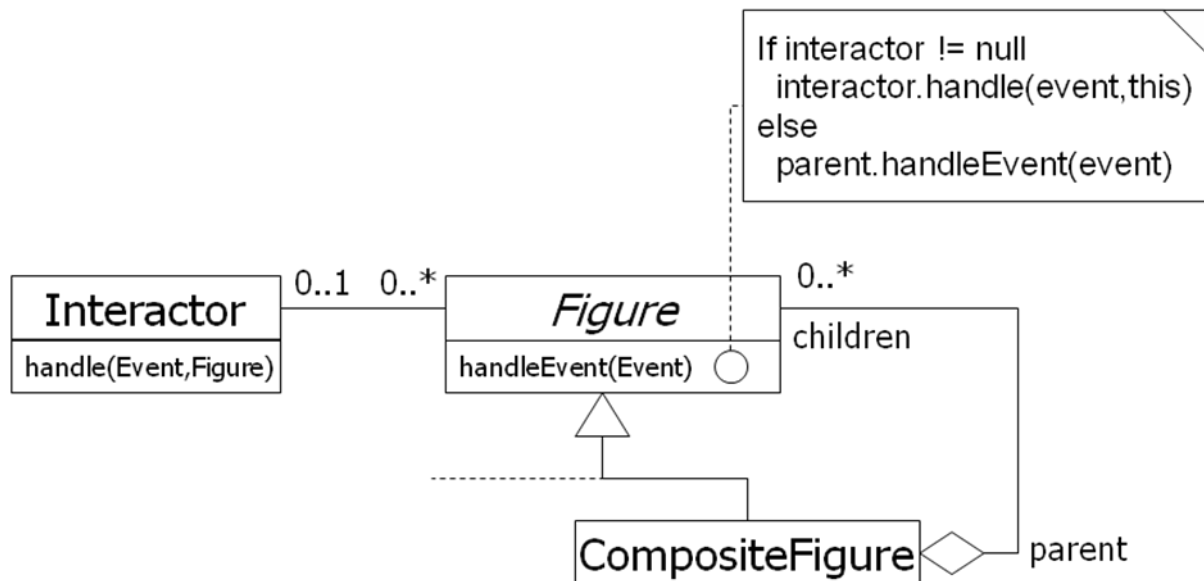 If interactor != null
interactor.handle(event,this)
else
parent.handleEvent(event)
0..1 0..* 0..*
Interactor
Figure
children
handle(Event,Figure)
handleEvent(Event)
CompositeFigure
parent